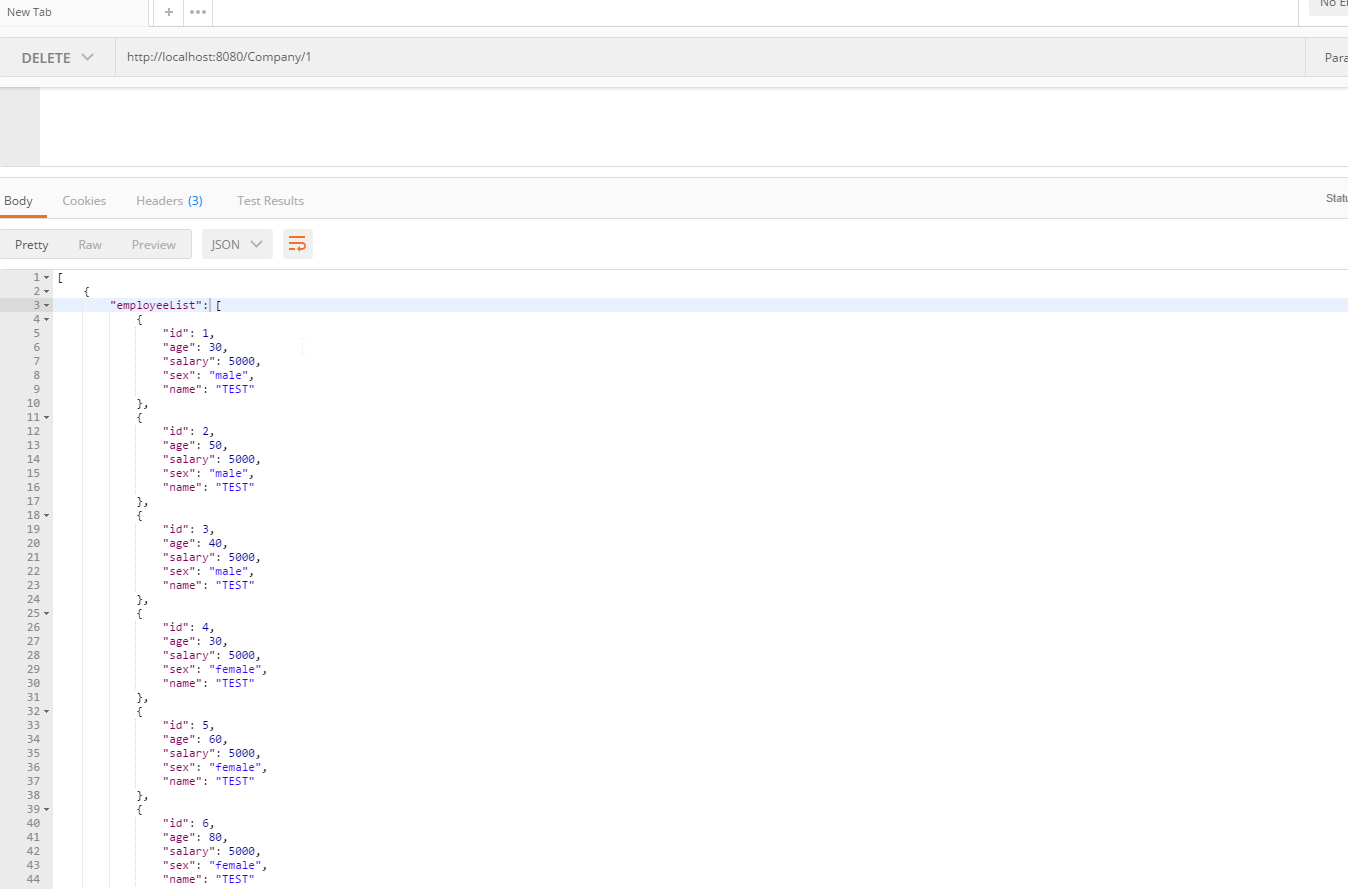 New Tab + ••• No E
DELETE http://localhost:8080/Company/1 Para
Body Cookies Headers (3) Test Results Statu
Pretty Raw Preview JSON
1 [
2 {
3 "employeeList": [
4 {
5 "id": 1,
6 "age": 30,
7 "salary": 5000,
8 "sex": "male",
9 "name": "TEST"
10 },
11 {
12 "id": 2,
13 "age": 50,
14 "salary": 5000,
15 "sex": "male",
16 "name": "TEST"
17 },
18 {
19 "id": 3,
20 "age": 40,
21 "salary": 5000,
22 "sex": "male",
23 "name": "TEST"
24 },
25 {
26 "id": 4,
27 "age": 30,
28 "salary": 5000,
29 "sex": "female",
30 "name": "TEST"
31 },
32 {
33 "id": 5,
34 "age": 60,
35 "salary": 5000,
36 "sex": "female",
37 "name": "TEST"
38 },
39 {
40 "id": 6,
41 "age": 80,
42 "salary": 5000,
43 "sex": "female",
44 "name": "TEST"